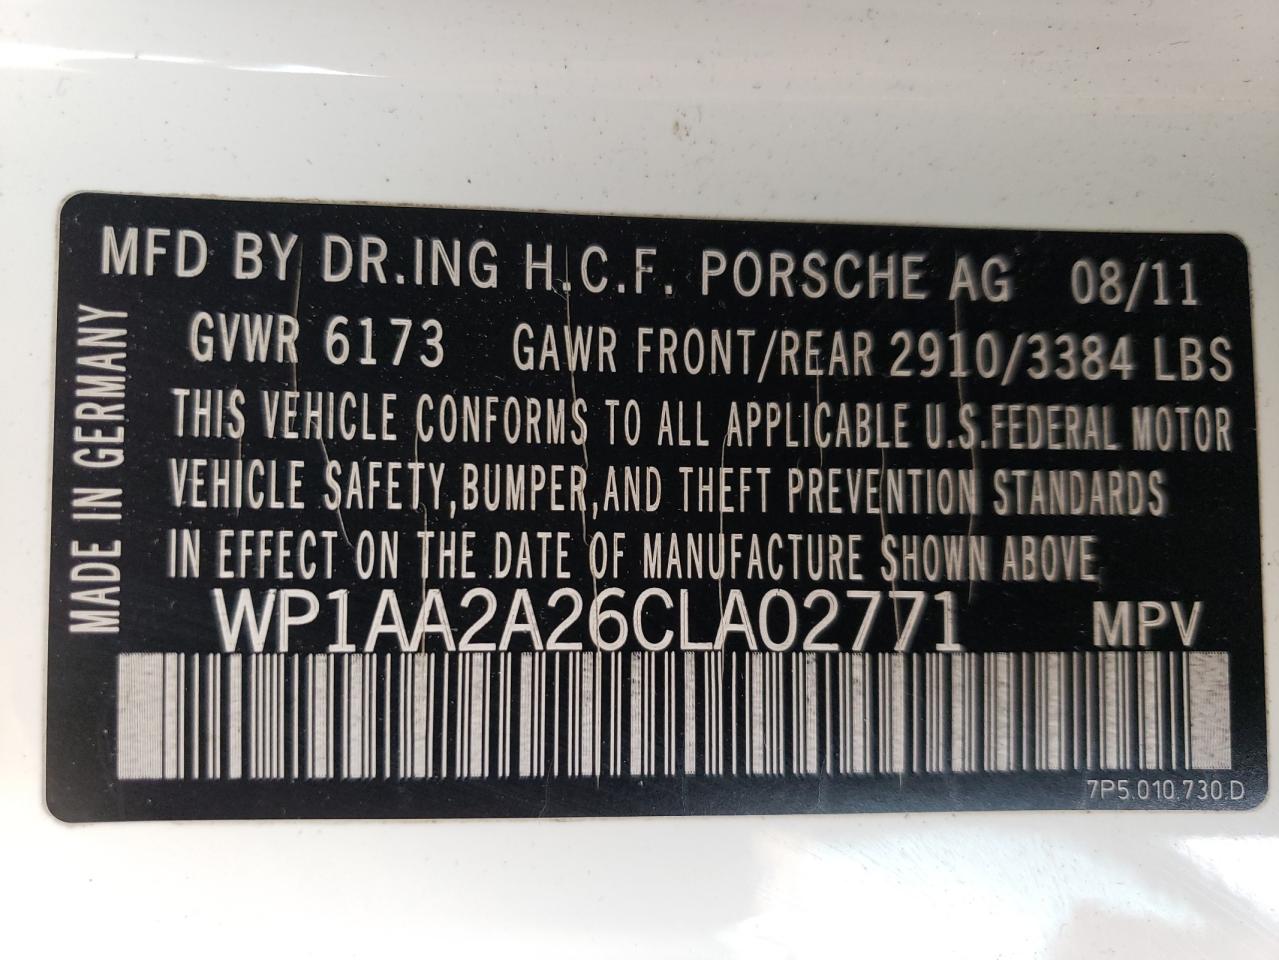 MFD BY DR.ING H.C.F. PORSCHE AG 08/11
GVWR 6173 GAWR FRONT/REAR 2910/3384 LBS
THIS VEHICLE CONFORMS TO ALL APPLICABLE U.S.FEDERAL MOTOR
VEHICLE SAFETY,BUMPER,AND THEFT PREVENTION STANDARDS
IN EFFECT ON THE DATE OF MANUFACTURE SHOWN ABOVE
WP1AA2A26CLA02771 MPV
7P5.010.730.D
MADE IN GERMANY